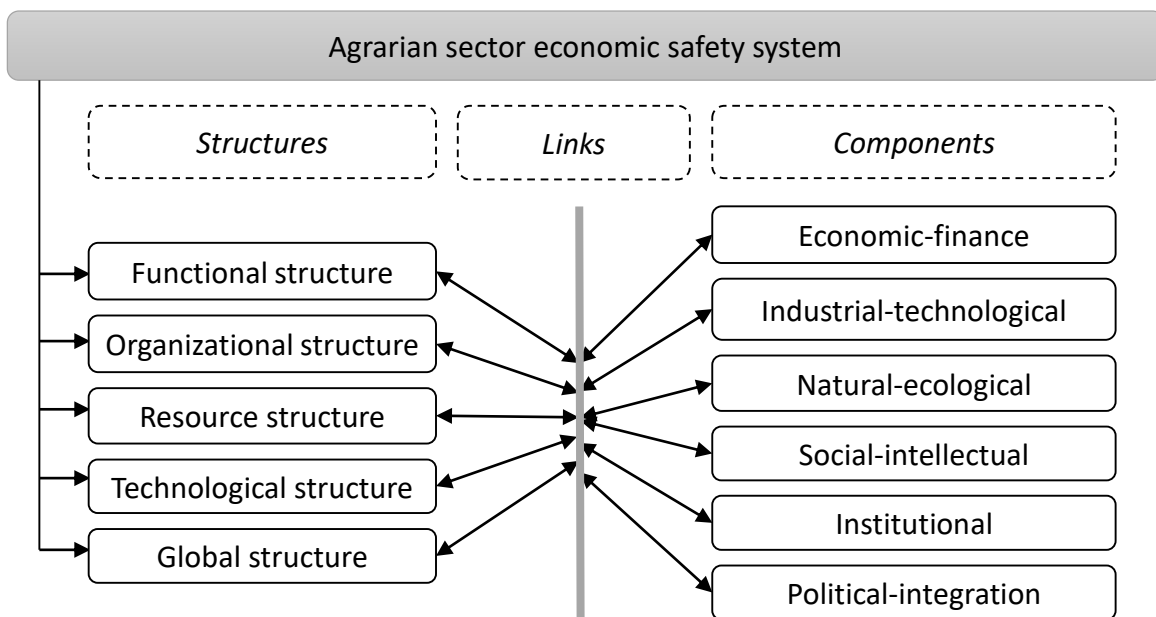 Agrarian sector economic safety system
Structures
Links
Components
Functional structure
Organizational structure
Resource structure
Technological structure
Global structure
Economic-finance
Industrial-technological
Natural-ecological
Social-intellectual
Institutional
Political-integration